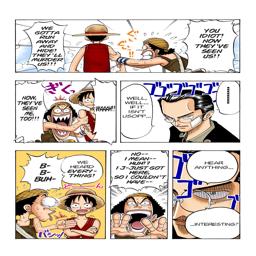 WE
GOTTA
RUN
AWAY AND
HIDE!
THEY'LL
MURDER
US!!!
YOU
IDIOT!
NOW
THEY'VE
SEEN
US!!
NOW,
THEY'VE
SEEN
ME,
TOO!!!
WELL,
WELL...
IF IT
ISN'T
USOPP...
B-
B-
BUH-
WE
HEARD
EVERY-
THING!
NO--
I
MEAN--
HUH?
I J-JUST
GOT
HERE,
SO I
COULDN'T
HAVE--
HEAR
ANYTHING...
...INTERESTING?